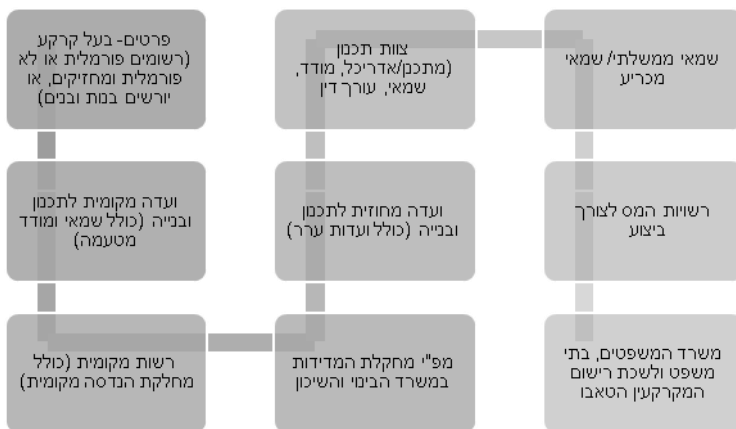 פרטים- בעל קרקע
(רשומים פורמלית או לא
פורמלית ומחזיקים, או
יורשים בנות ובנים)
ועדה מקומית לתכנון
ובנייה (כולל שמאי ומודד
מטעמה)
רשות מקומית (כולל
מחלקת הנדסה מקומית)
מפ"י מחקלת המדידות
במשרד הבינוי והשיכון
ועדה מחוזית לתכנון
ובנייה (כולל ועדות ערר)
צוות תכנון
(מתכנן/אדריכל, מודד,
שמאי, עורך דין
שמאי ממשלתי/ שמאי
מכריע
רשויות המס לצורך
ביצוע
משרד המשפטים, בתי
משפט ולשכת רישום
המקרקעין הטאבו